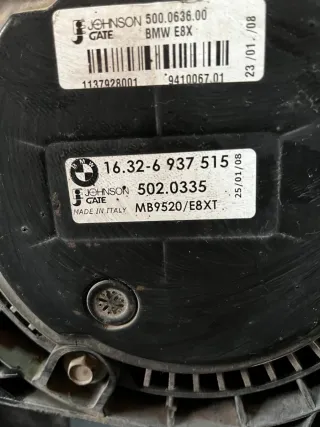 JOHNSON GATE 500.0636.00
BMW E8X
1137928001 9410067.01
23/01/08
BMW 16.32-6 937 515
JOHNSON GATE 502.0335
MADE IN ITALY MB9520/E8XT
25/01/08